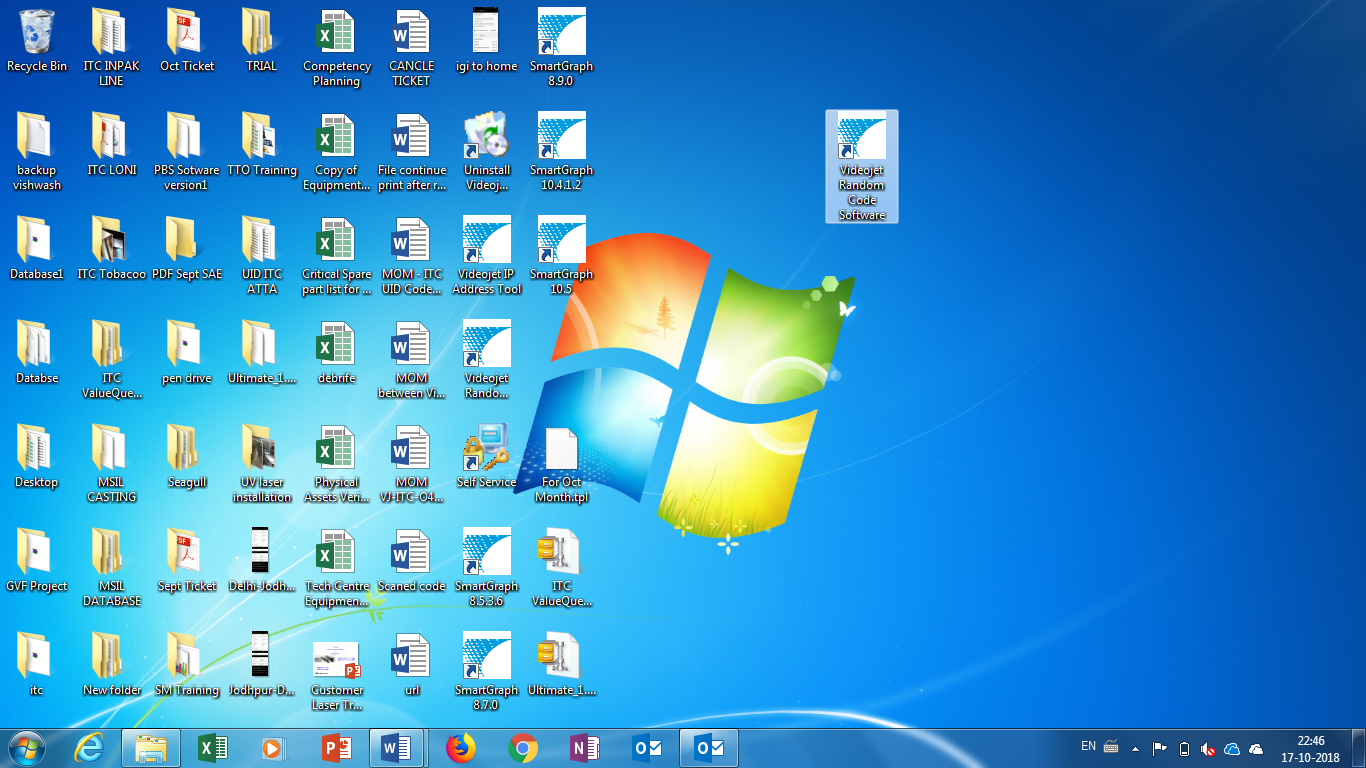 Recycle Bin
ITC INPAK
LINE
Oct Ticket
TRIAL
Competency
Planning
CANCLE
TICKET
igi to home
SmartGraph
8.9.0
backup
vishwash
ITC LONI
PBS Sotware
version1
TTO Training
Copy of
Equipment...
File continue
print after r...
Uninstall
Videoj...
SmartGraph
10.4.1.2
Videojet
Random
Code
Software
Database1
ITC Tobacoo
PDF Sept SAE
UID ITC
ATTA
Critical Spare
part list for ...
MOM - ITC
UID Code...
Videojet IP
Address Tool
SmartGraph
10.5
Databse
ITC
ValueQue...
pen drive
Ultimate_1....
debrife
MOM
between Vi...
Videojet
Rando...
Desktop
MSIL
CASTING
Seagull
UV laser
installation
Physical
Assets Veri...
MOM
VJ-ITC-O4...
Self Service
For Oct
Month.tpl
GVF Project
MSIL
DATABASE
Sept Ticket
Delhi-Jodh...
Tech Centre
Equipmen...
Scaned code
SmartGraph
8.5.3.6
ITC
ValueQue...
itc
New folder
SM Training
Jodhpur-D...
Customer
Laser Tr...
url
SmartGraph
8.7.0
Ultimate_1....
EN
22:46
17-10-2018